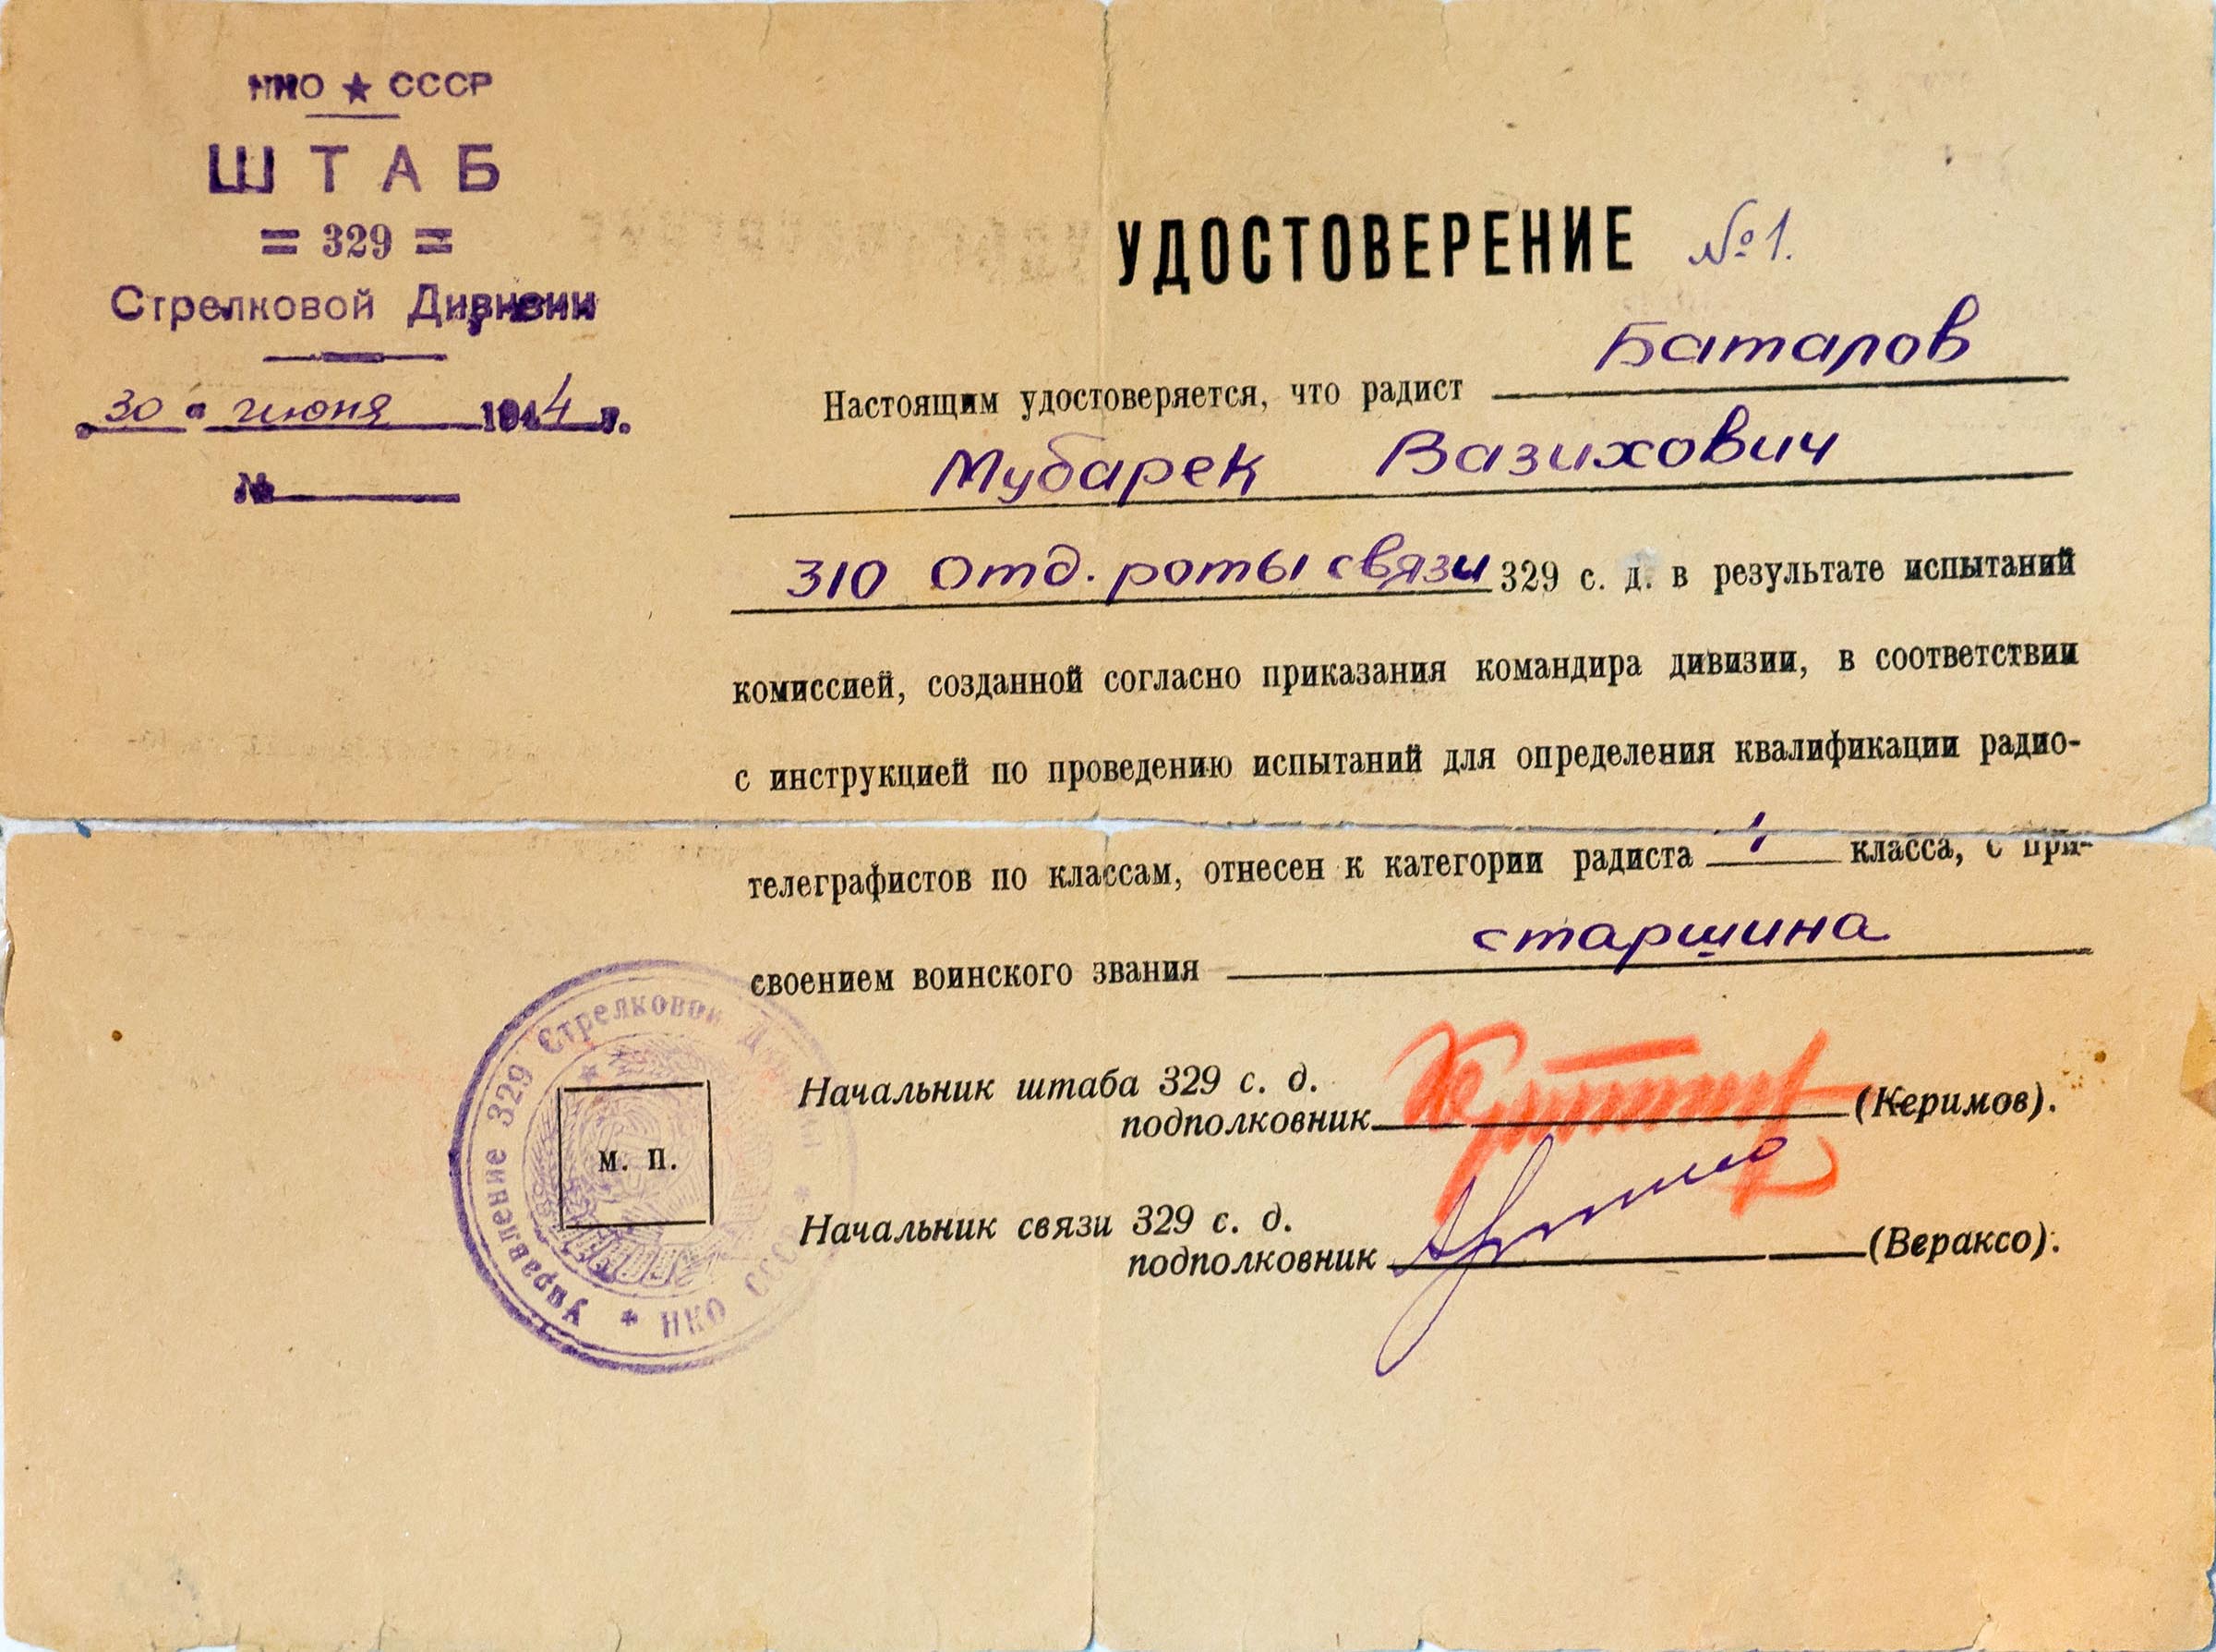 НКО ★ СССР
ШТАБ
= 329 =
Стрелковой Дивизии
"30" июня 1944 г.
№
УДОСТОВЕРЕНИЕ №1.
Настоящим удостоверяется, что радист Баталов
Мубарек Вазихович
310 отд. роты связи 329 с. д. в результате испытаний
комиссией, созданной согласно приказания командира дивизии, в соответствии
с инструкцией по проведению испытаний для определения квалификации радио-
телеграфистов по классам, отнесен к категории радиста 1 класса, с при-
своением воинского звания старшина
Начальник штаба 329 с. д.
подполковник (Керимов).
Начальник связи 329 с. д.
подполковник (Вераксо).
м. п.
Управление 329 Стрелковой Дивизии * НКО СССР *